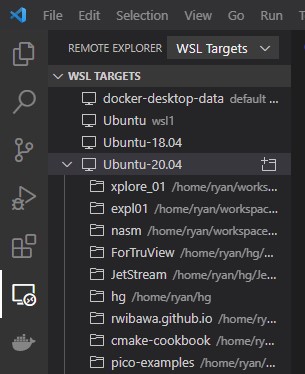 File Edit Selection View Go Run
REMOTE EXPLORER WSL Targets
WSL TARGETS
docker-desktop-data default ...
Ubuntu wsl1
Ubuntu-18.04
Ubuntu-20.04
xplore_01 /home/ryan/works...
expl01 /home/ryan/workspac...
nasm /home/ryan/workspace...
ForTruView /home/ryan/hg/...
JetStream /home/ryan/hg/Je...
hg /home/ryan/hg
rwibawa.github.io /home/ry...
cmake-cookbook /home/ry...
pico-examples /home/ryan/...